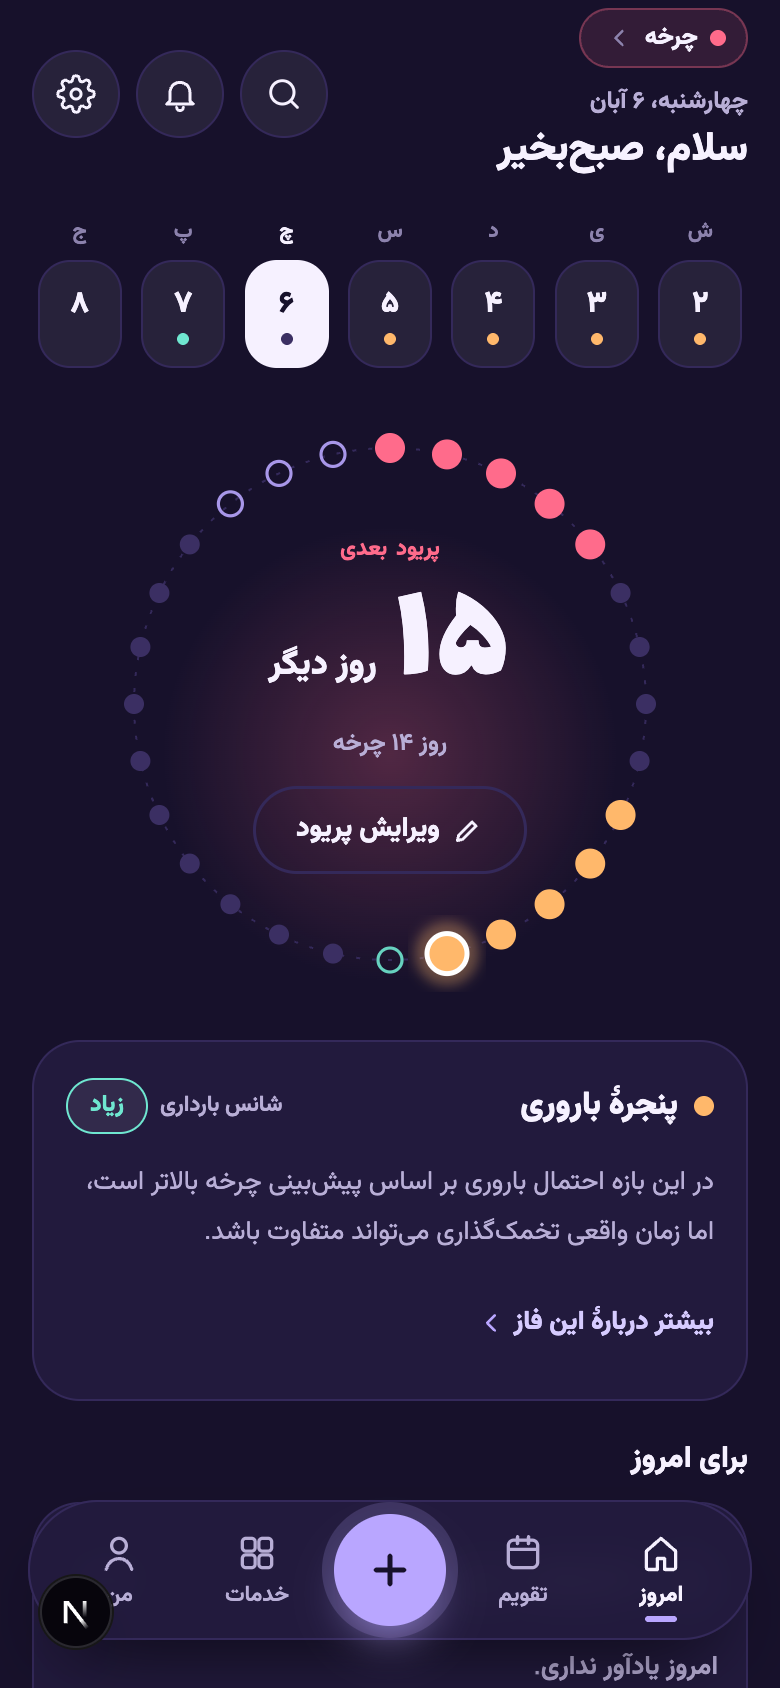 چرخه
چهارشنبه، ۶ آبان
سلام، صبح‌بخیر
ش ی د س چ پ ج
۲ ۳ ۴ ۵ ۶ ۷ ۸
پریود بعدی
۱۵ روز دیگر
روز ۱۴ چرخه
ویرایش پریود
پنجرهٔ باروری
شانس بارداری زیاد
در این بازه احتمال باروری بر اساس پیش‌بینی چرخه بالاتر است،
اما زمان واقعی تخمک‌گذاری می‌تواند متفاوت باشد.
بیشتر دربارهٔ این فاز
برای امروز
امروز تقویم خدمات من
N
امروز یادآور نداری.